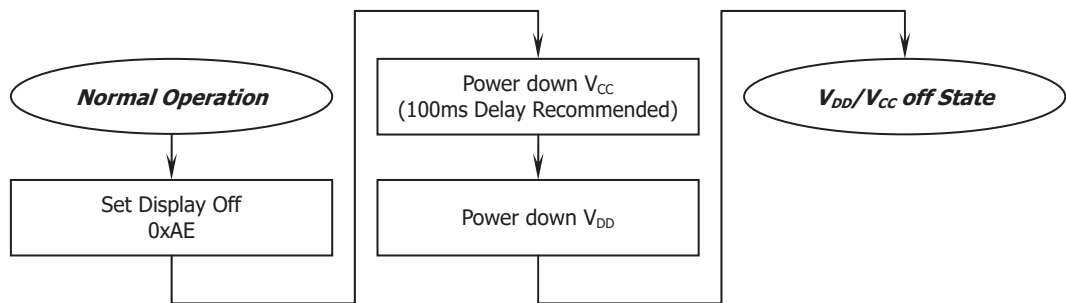 Normal Operation
Set Display Off
0xAE
Power down VCC
(100ms Delay Recommended)
Power down VDD
VDD/VCC off State